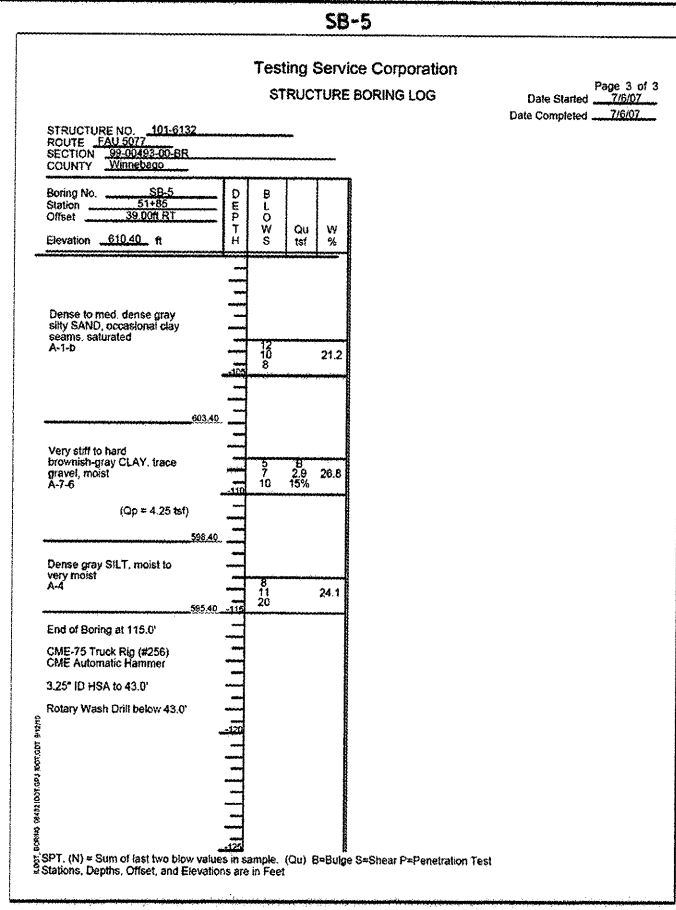 SB-5
Testing Service Corporation
STRUCTURE BORING LOG
Page 3 of 3
Date Started 7/6/07
Date Completed 7/6/07
STRUCTURE NO. 101-6132
ROUTE FAU 5077
SECTION 99-00493-00-BR
COUNTY Winnebago
Boring No. SB-5
Station 51+85
Offset 39.00ft RT
Elevation 610.40 ft
DEPTH
BLOWS
Qu tsf
W %
Dense to med. dense gray
silty SAND, occasional clay
seams, saturated
A-1-b
12
10 21.2
8
-105
603.40
Very stiff to hard
brownish-gray CLAY, trace
gravel, moist
A-7-6
5 B
7 2.9 26.8
10 15%
-110
(Qp = 4.25 tsf)
598.40
Dense gray SILT, moist to
very moist
A-4
8
11 24.1
20
595.40 -115
End of Boring at 115.0'
CME-75 Truck Rig (#256)
CME Automatic Hammer
3.25" ID HSA to 43.0'
Rotary Wash Drill below 43.0'
-120
-125
SPT. (N) = Sum of last two blow values in sample. (Qu) B=Bulge S=Shear P=Penetration Test
Stations, Depths, Offset, and Elevations are in Feet